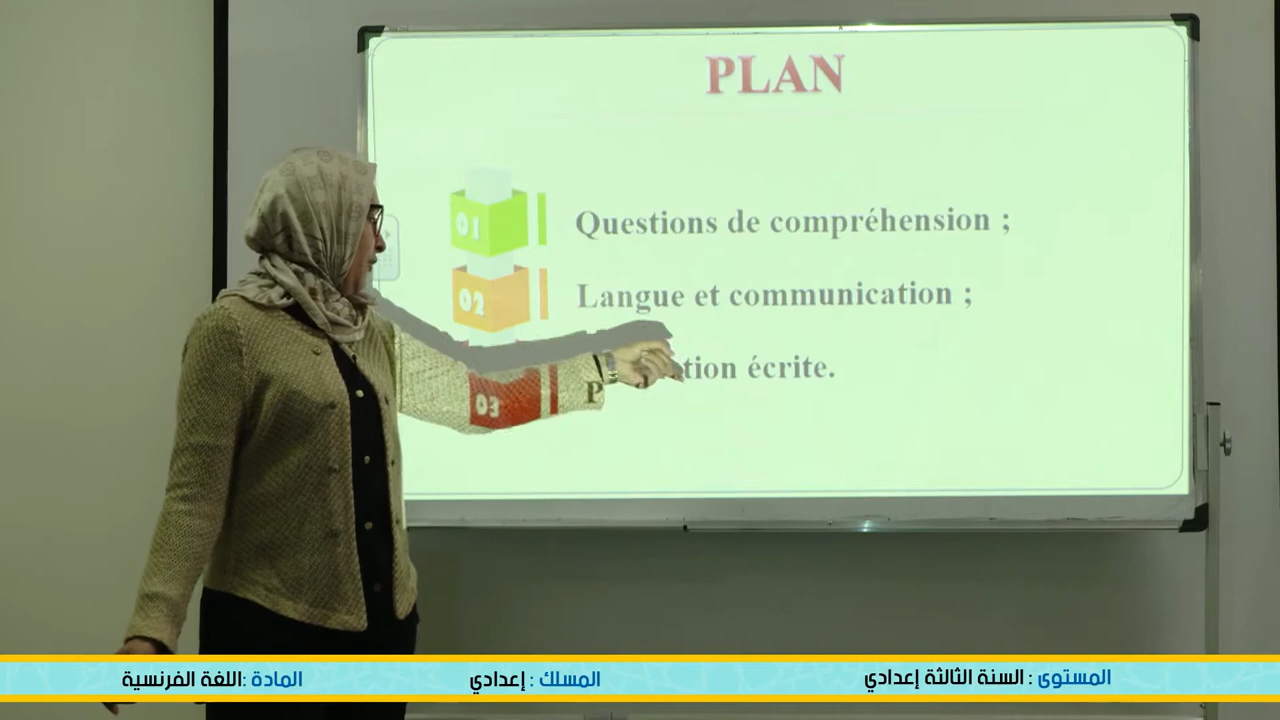 PLAN
01 Questions de compréhension ;
02 Langue et communication ;
03 P tion écrite.
المستوى : السنة الثالثة إعدادي
المسلك : إعدادي
المادة :اللغة الفرنسية